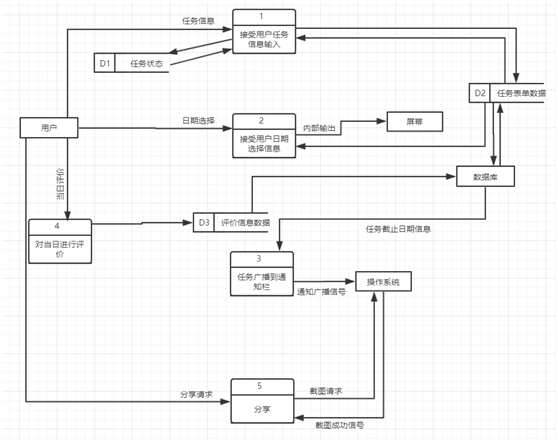 任务信息
1
接受用户任务
信息输入
D1
任务状态
D2
任务表单数据
用户
日期选择
2
接受用户日
期选择信息
内部输出
屏幕
当日评价
数据库
4
对当日进行评
价
D3
评价信息数据
任务截止日期信息
3
任务广播到通
知栏
通知广播信号
操作系统
分享请求
5
分享
截图请求
截图成功信号